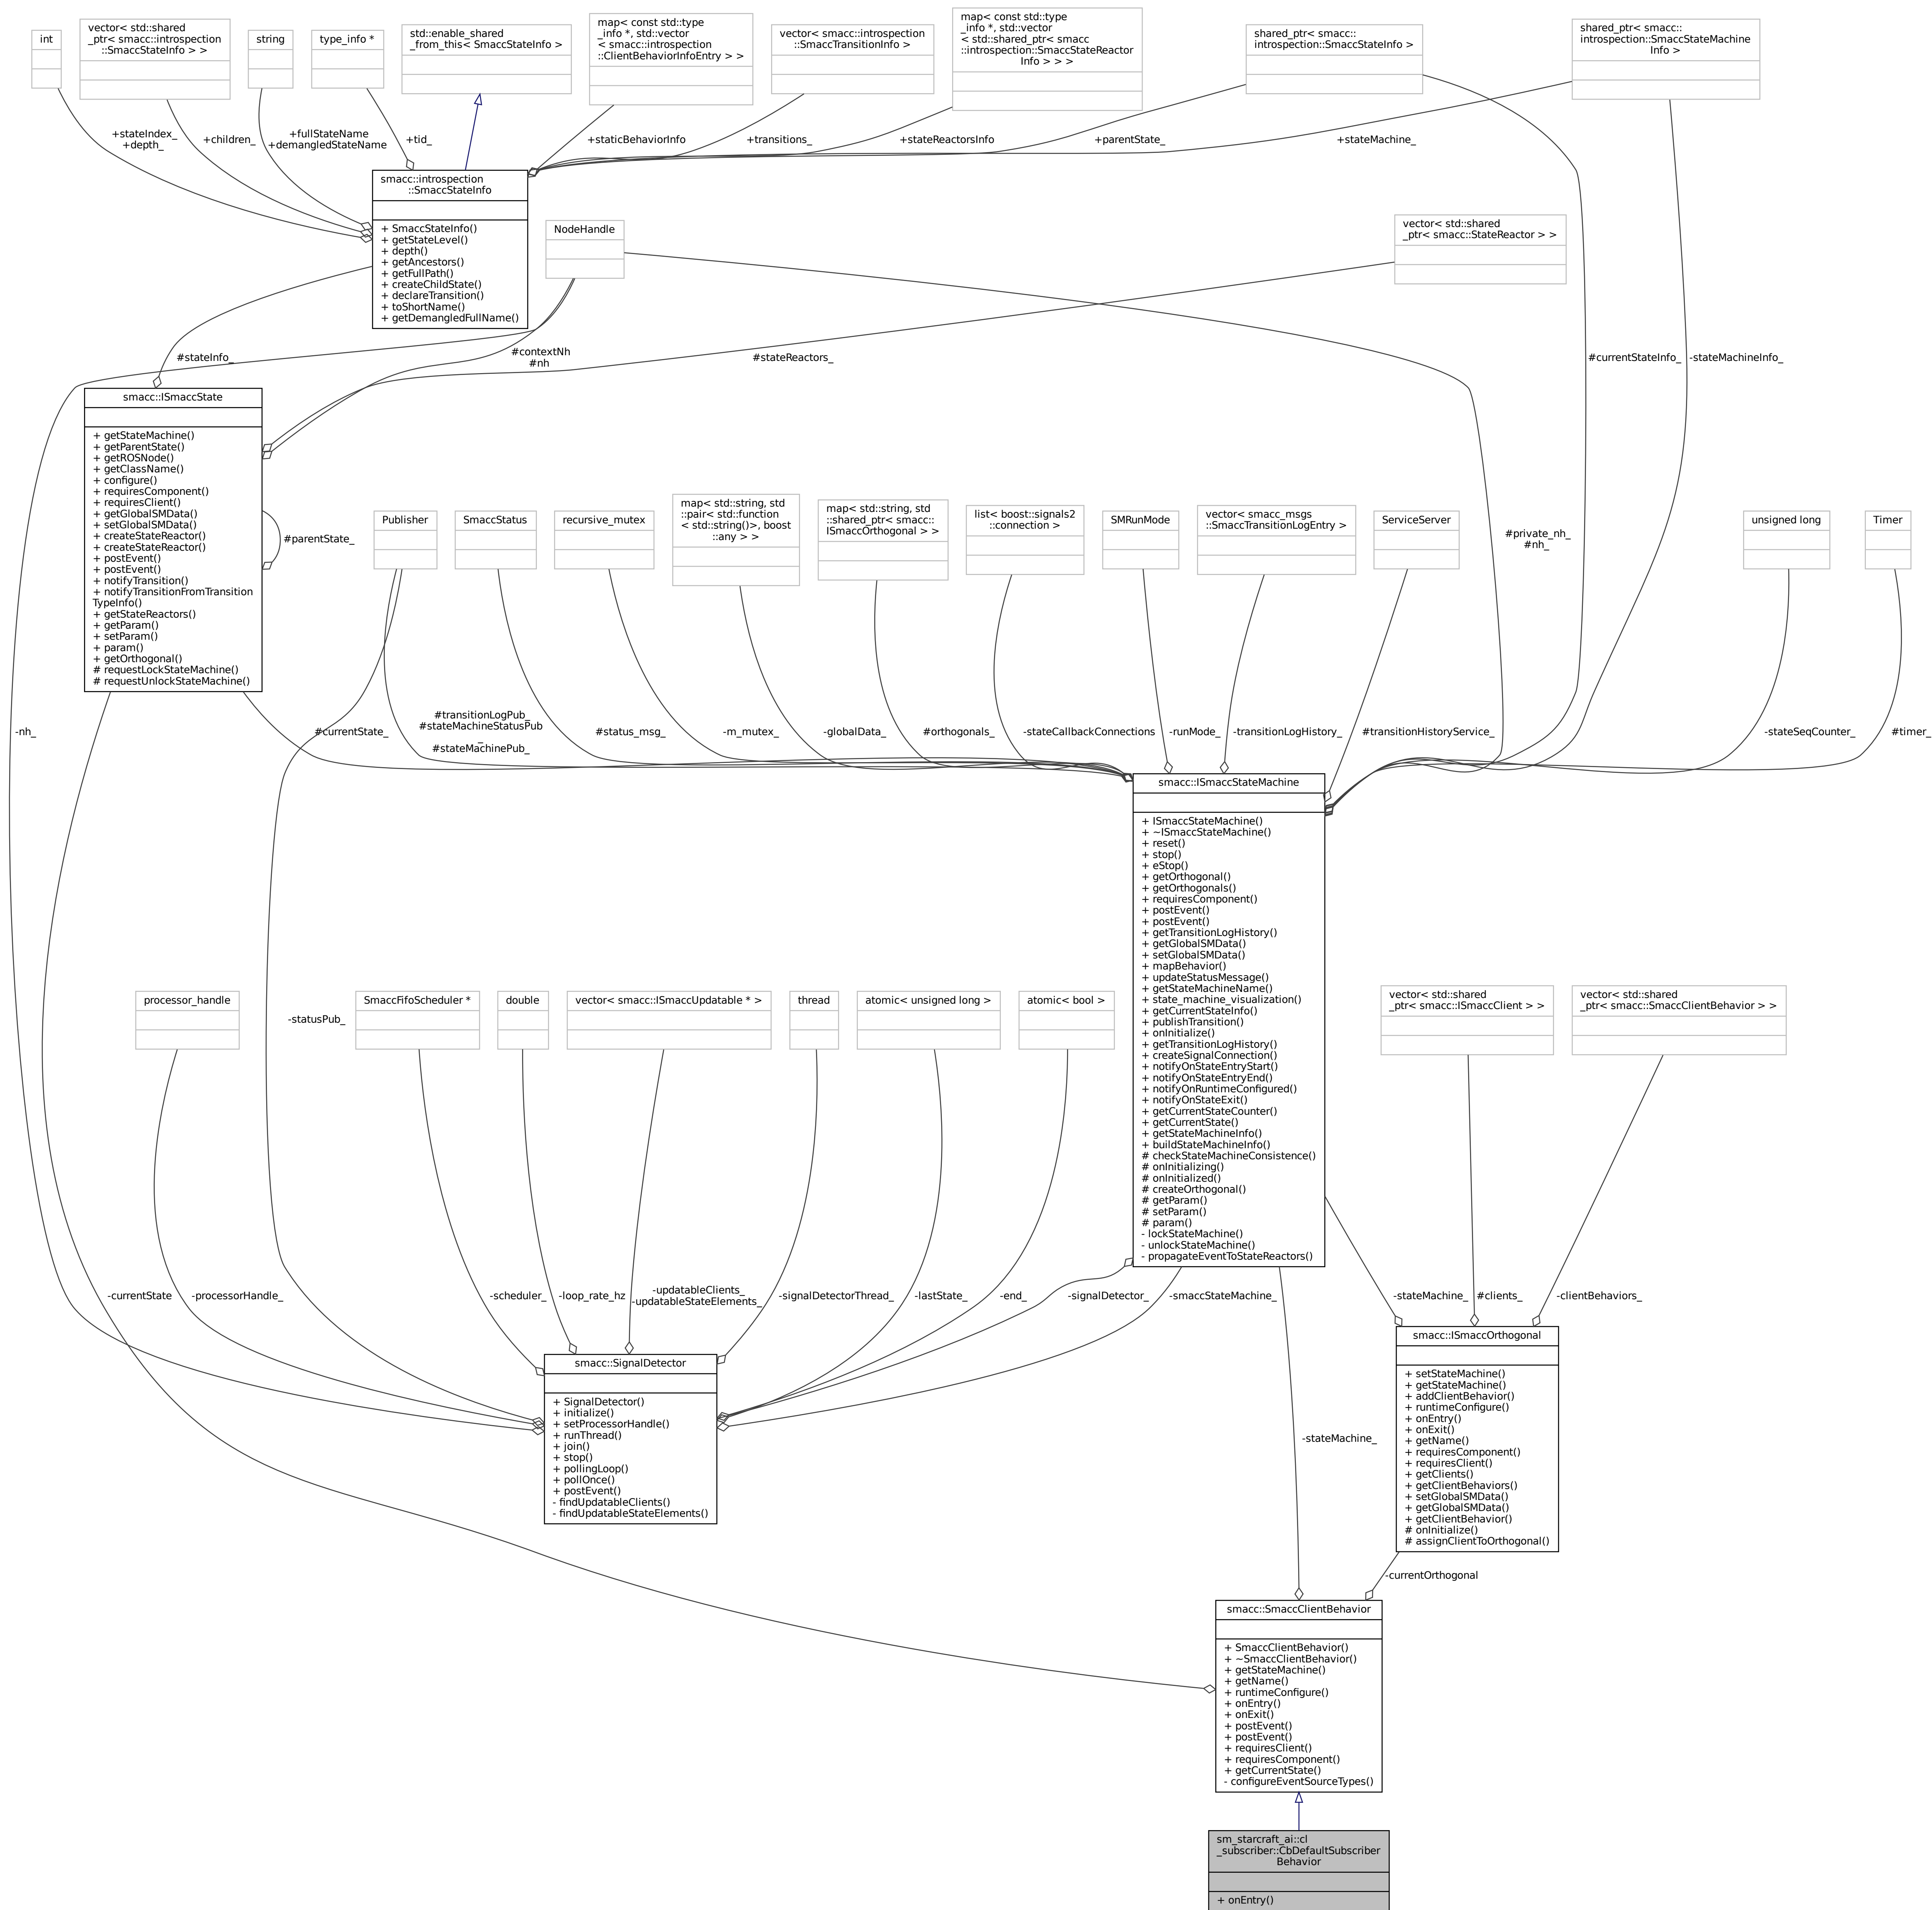 int
vector< std::shared
_ptr< smacc::introspection
::SmaccStateInfo > >
string
type_info *
std::enable_shared
_from_this< SmaccStateInfo >
map< const std::type
_info *, std::vector
< smacc::introspection
::ClientBehaviorInfoEntry > >
vector< smacc::introspection
::SmaccTransitionInfo >
map< const std::type
_info *, std::vector
< std::shared_ptr< smacc
::introspection::SmaccStateReactor
Info > > >
shared_ptr< smacc::
introspection::SmaccStateInfo >
shared_ptr< smacc::
introspection::SmaccStateMachine
Info >
+stateIndex_
+depth_
+children_
+fullStateName
+demangledStateName
+tid_
+staticBehaviorInfo
+transitions_
+stateReactorsInfo
+parentState_
+stateMachine_
smacc::introspection
::SmaccStateInfo
+ SmaccStateInfo()
+ getStateLevel()
+ depth()
+ getAncestors()
+ getFullPath()
+ createChildState()
+ declareTransition()
+ toShortName()
+ getDemangledFullName()
NodeHandle
vector< std::shared
_ptr< smacc::StateReactor > >
#stateInfo_
#contextNh
#nh
#stateReactors_
#currentStateInfo_
-stateMachineInfo_
smacc::ISmaccState
+ getStateMachine()
+ getParentState()
+ getROSNode()
+ getClassName()
+ configure()
+ requiresComponent()
+ requiresClient()
+ getGlobalSMData()
+ setGlobalSMData()
+ createStateReactor()
+ createStateReactor()
+ postEvent()
+ postEvent()
+ notifyTransition()
+ notifyTransitionFromTransition
TypeInfo()
+ getStateReactors()
+ getParam()
+ setParam()
+ param()
+ getOrthogonal()
# requestLockStateMachine()
# requestUnlockStateMachine()
#parentState_
Publisher
SmaccStatus
recursive_mutex
map< std::string, std
::pair< std::function
< std::string()>, boost
::any > >
map< std::string, std
::shared_ptr< smacc::
ISmaccOrthogonal > >
list< boost::signals2
::connection >
SMRunMode
vector< smacc_msgs
::SmaccTransitionLogEntry >
ServiceServer
#private_nh_
#nh_
unsigned long
Timer
-nh_
#currentState_
#transitionLogPub_
#stateMachineStatusPub
_
#stateMachinePub_
#status_msg_
-m_mutex_
-globalData_
#orthogonals_
-stateCallbackConnections
-runMode_
-transitionLogHistory_
#transitionHistoryService_
-stateSeqCounter_
#timer_
smacc::ISmaccStateMachine
+ ISmaccStateMachine()
+ ~ISmaccStateMachine()
+ reset()
+ stop()
+ eStop()
+ getOrthogonal()
+ getOrthogonals()
+ requiresComponent()
+ postEvent()
+ postEvent()
+ getTransitionLogHistory()
+ getGlobalSMData()
+ setGlobalSMData()
+ mapBehavior()
+ updateStatusMessage()
+ getStateMachineName()
+ state_machine_visualization()
+ getCurrentStateInfo()
+ publishTransition()
+ onInitialize()
+ getTransitionLogHistory()
+ createSignalConnection()
+ notifyOnStateEntryStart()
+ notifyOnStateEntryEnd()
+ notifyOnRuntimeConfigured()
+ notifyOnStateExit()
+ getCurrentStateCounter()
+ getCurrentState()
+ getStateMachineInfo()
+ buildStateMachineInfo()
# checkStateMachineConsistence()
# onInitializing()
# onInitialized()
# createOrthogonal()
# getParam()
# setParam()
# param()
- lockStateMachine()
- unlockStateMachine()
- propagateEventToStateReactors()
processor_handle
-statusPub_
SmaccFifoScheduler *
double
vector< smacc::ISmaccUpdatable * >
thread
atomic< unsigned long >
atomic< bool >
vector< std::shared
_ptr< smacc::ISmaccClient > >
vector< std::shared
_ptr< smacc::SmaccClientBehavior > >
-currentState
-processorHandle_
-scheduler_
-loop_rate_hz
-updatableClients_
-updatableStateElements_
-signalDetectorThread_
-lastState_
-end_
-signalDetector_
-smaccStateMachine_
-stateMachine_
#clients_
-clientBehaviors_
smacc::SignalDetector
+ SignalDetector()
+ initialize()
+ setProcessorHandle()
+ runThread()
+ join()
+ stop()
+ pollingLoop()
+ pollOnce()
+ postEvent()
- findUpdatableClients()
- findUpdatableStateElements()
smacc::ISmaccOrthogonal
+ setStateMachine()
+ getStateMachine()
+ addClientBehavior()
+ runtimeConfigure()
+ onEntry()
+ onExit()
+ getName()
+ requiresComponent()
+ requiresClient()
+ getClients()
+ getClientBehaviors()
+ setGlobalSMData()
+ getGlobalSMData()
+ getClientBehavior()
# onInitialize()
# assignClientToOrthogonal()
-stateMachine_
-currentOrthogonal
smacc::SmaccClientBehavior
+ SmaccClientBehavior()
+ ~SmaccClientBehavior()
+ getStateMachine()
+ getName()
+ runtimeConfigure()
+ onEntry()
+ onExit()
+ postEvent()
+ postEvent()
+ requiresClient()
+ requiresComponent()
+ getCurrentState()
- configureEventSourceTypes()
sm_starcraft_ai::cl
_subscriber::CbDefaultSubscriber
Behavior
+ onEntry()